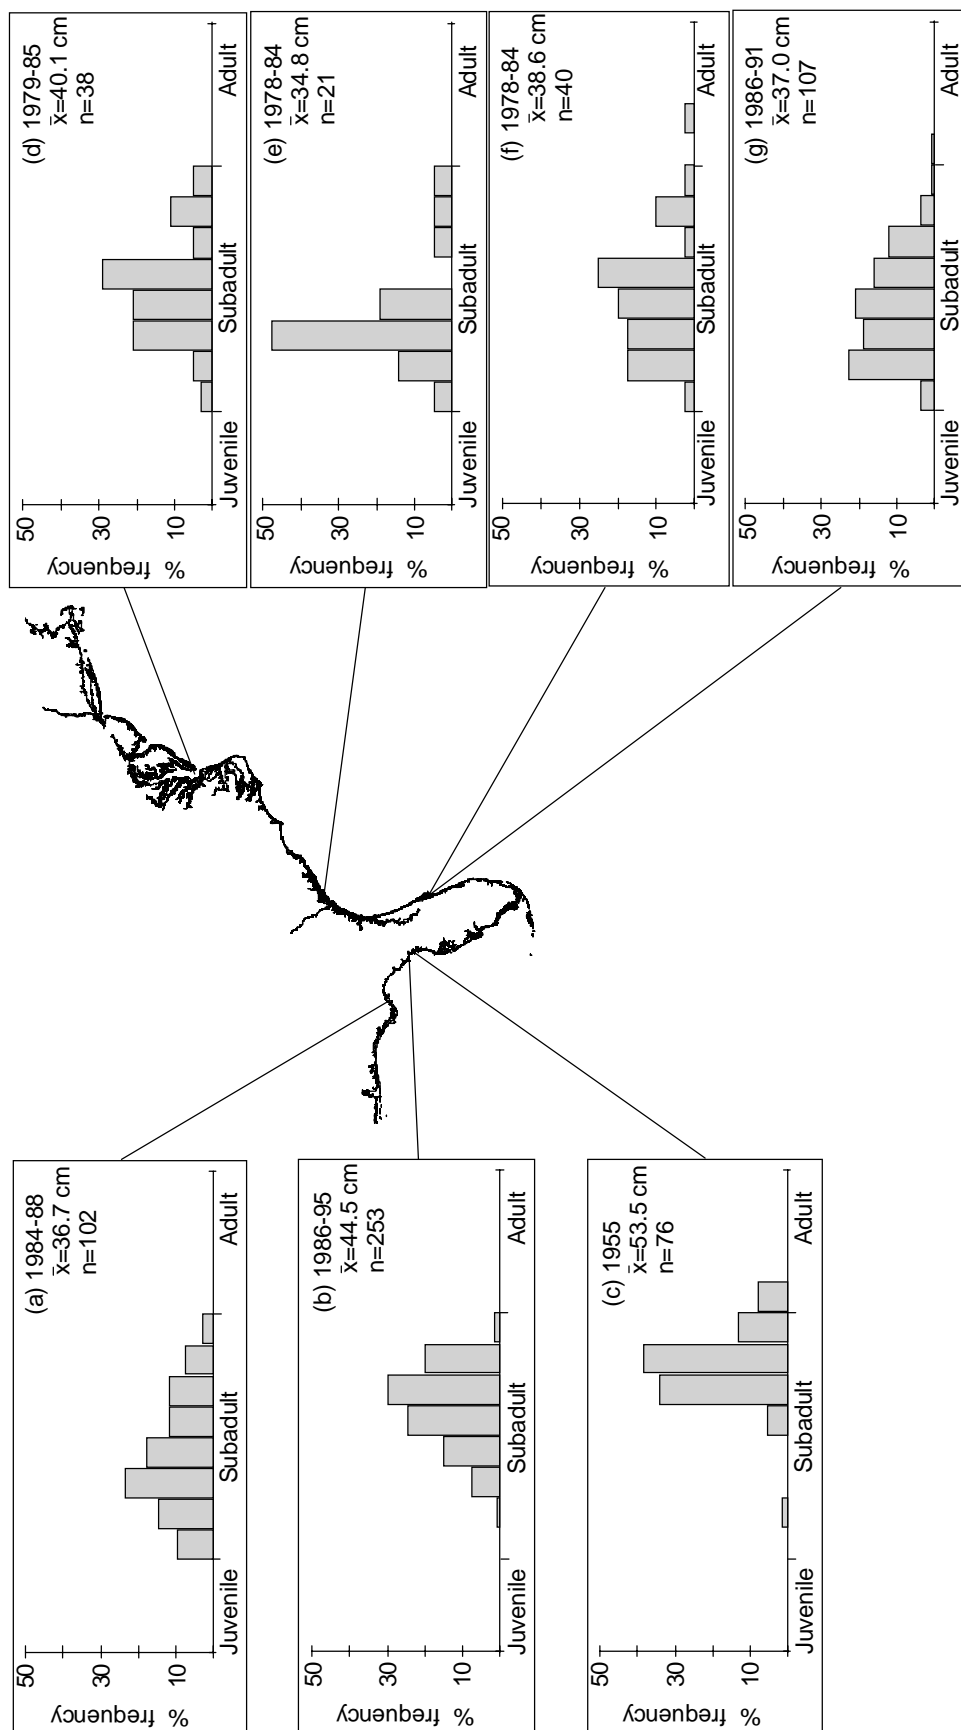 (a) 1984-88
x̄=36.7 cm
n=102
50
30
10
% frequency
Juvenile
Subadult
Adult
(b) 1986-95
x̄=44.5 cm
n=253
50
30
10
% frequency
Juvenile
Subadult
Adult
(c) 1955
x̄=53.5 cm
n=76
50
30
10
% frequency
Juvenile
Subadult
Adult
(d) 1979-85
x̄=40.1 cm
n=38
50
30
10
% frequency
Juvenile
Subadult
Adult
(e) 1978-84
x̄=34.8 cm
n=21
50
30
10
% frequency
Juvenile
Subadult
Adult
(f) 1978-84
x̄=38.6 cm
n=40
50
30
10
% frequency
Juvenile
Subadult
Adult
(g) 1986-91
x̄=37.0 cm
n=107
50
30
10
% frequency
Juvenile
Subadult
Adult